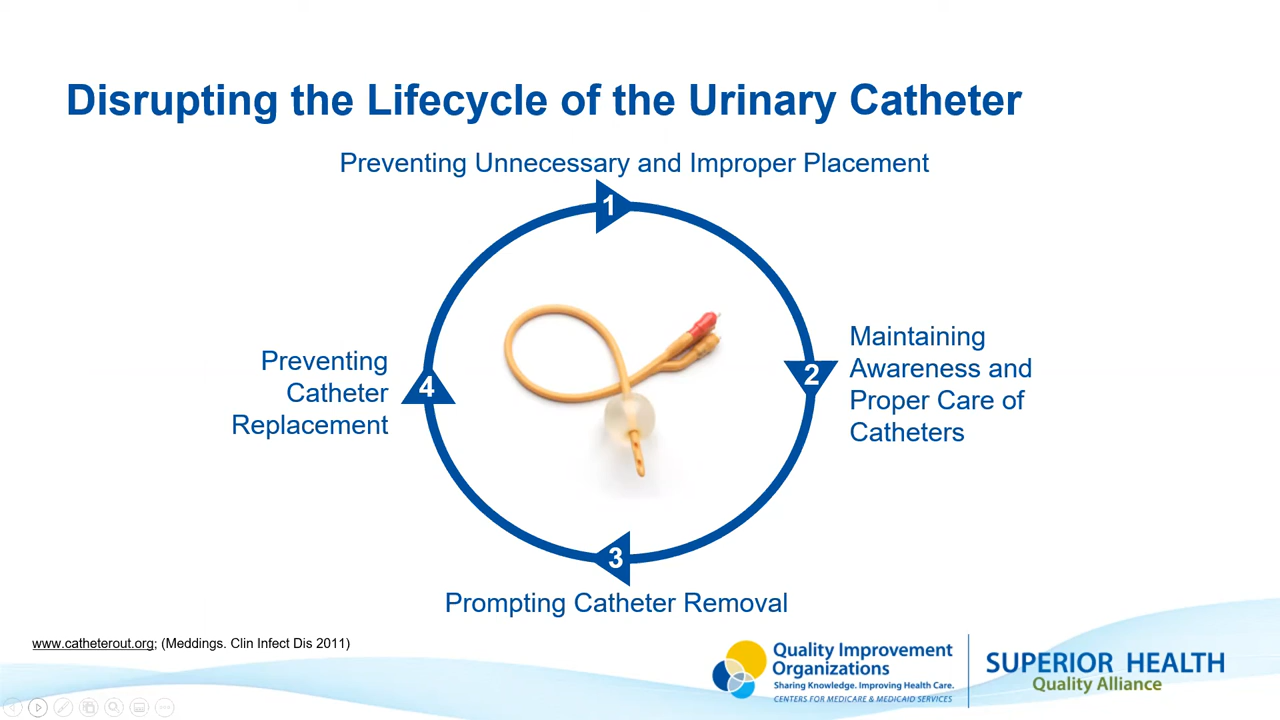 Disrupting the Lifecycle of the Urinary Catheter
Preventing Unnecessary and Improper Placement
1
Maintaining
Awareness and
Proper Care of
Catheters
2
Preventing
Catheter
Replacement
4
3
Prompting Catheter Removal
www.catheterout.org; (Meddings. Clin Infect Dis 2011)
Quality Improvement
Organizations
Sharing Knowledge. Improving Health Care.
CENTERS FOR MEDICARE & MEDICAID SERVICES
SUPERIOR HEALTH
Quality Alliance